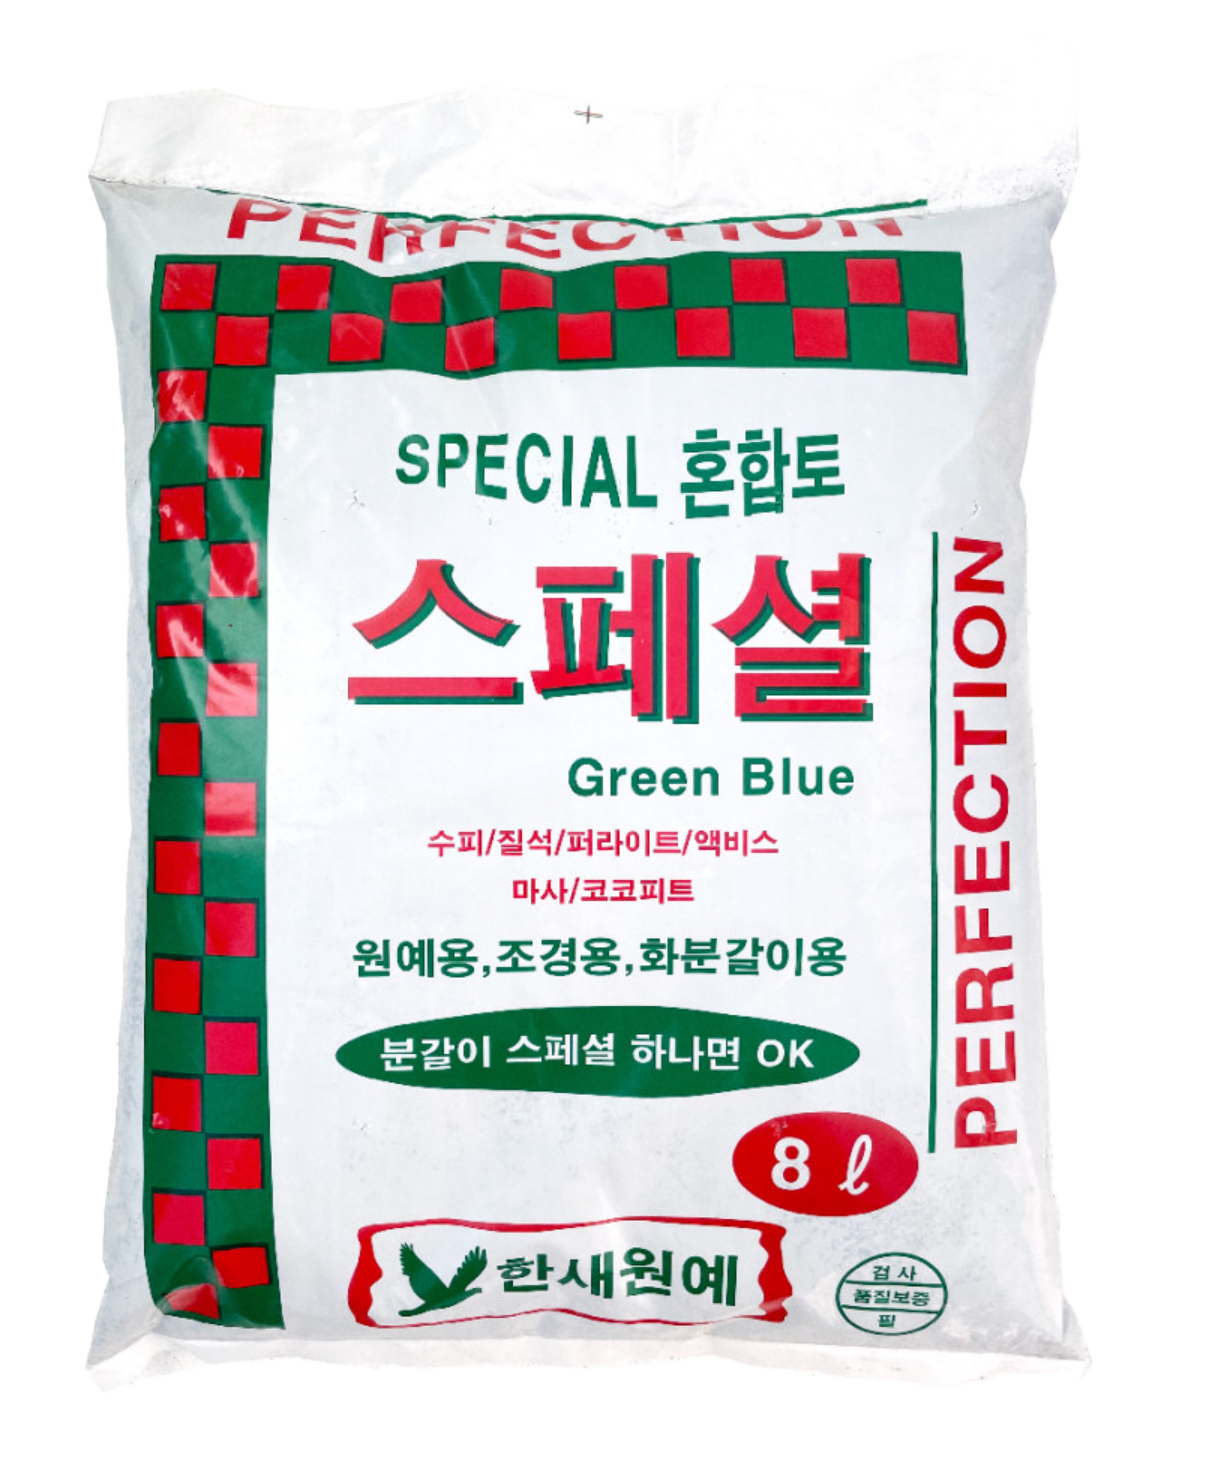 PERFECTION
SPECIAL 혼합토
스페셜
Green Blue
수피/질석/펴라이트/액비스
마사/코코피트
원예용,조경용,화분갈이용
분갈이 스페셜 하나면 OK
8 ℓ
PERFECTION
한새원예
검 사
품질보증
필